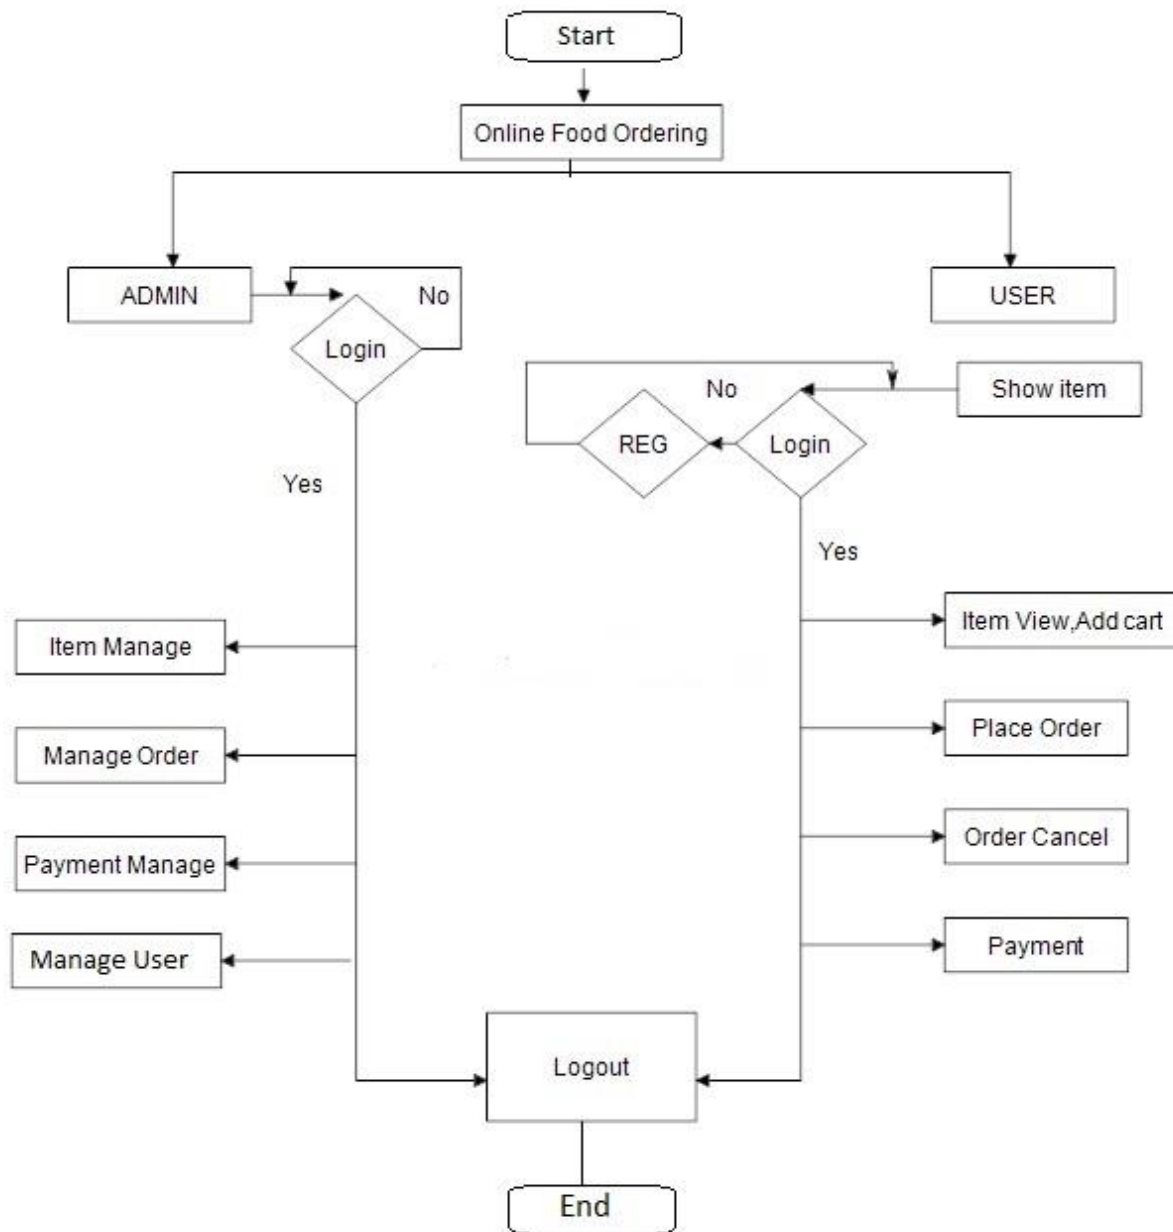 Start
Online Food Ordering
ADMIN
No
USER
Login
No
Show item
REG
Login
Yes
Yes
Item View,Add cart
Item Manage
Place Order
Manage Order
Order Cancel
Payment Manage
Payment
Manage User
Logout
End